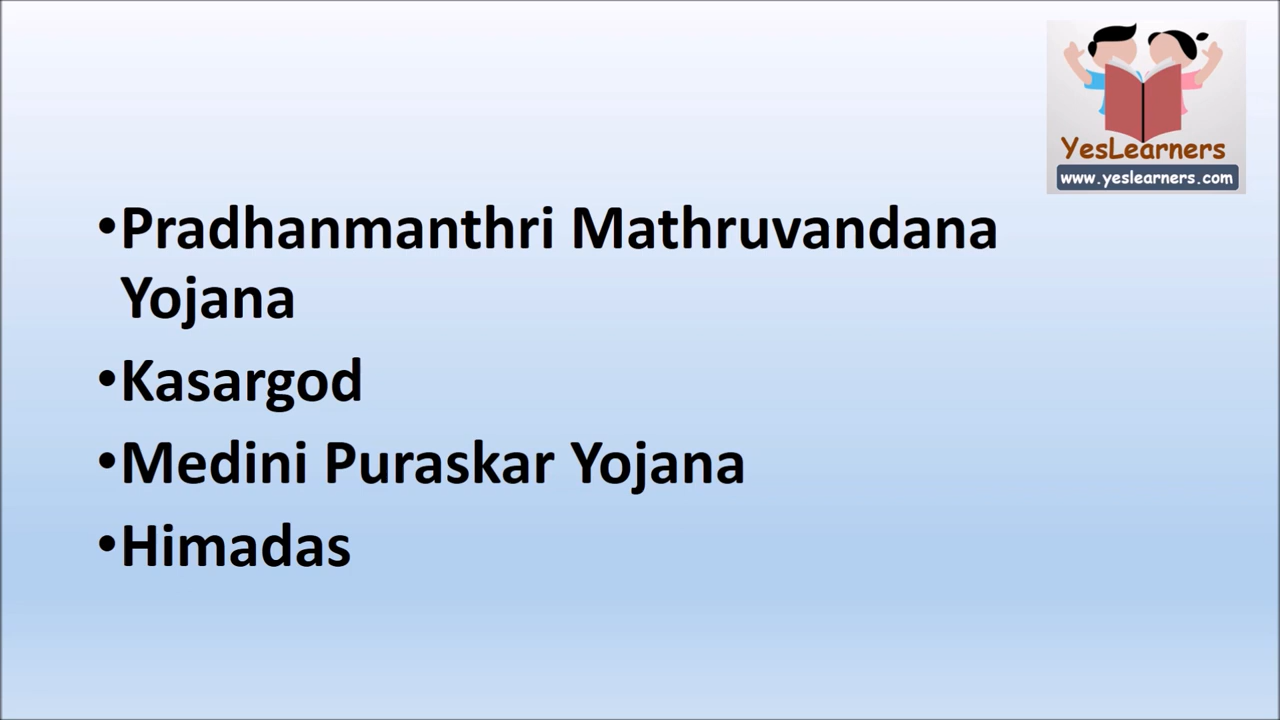 YesLearners
www.yeslearners.com
•Pradhanmanthri Mathruvandana
Yojana
•Kasargod
•Medini Puraskar Yojana
•Himadas